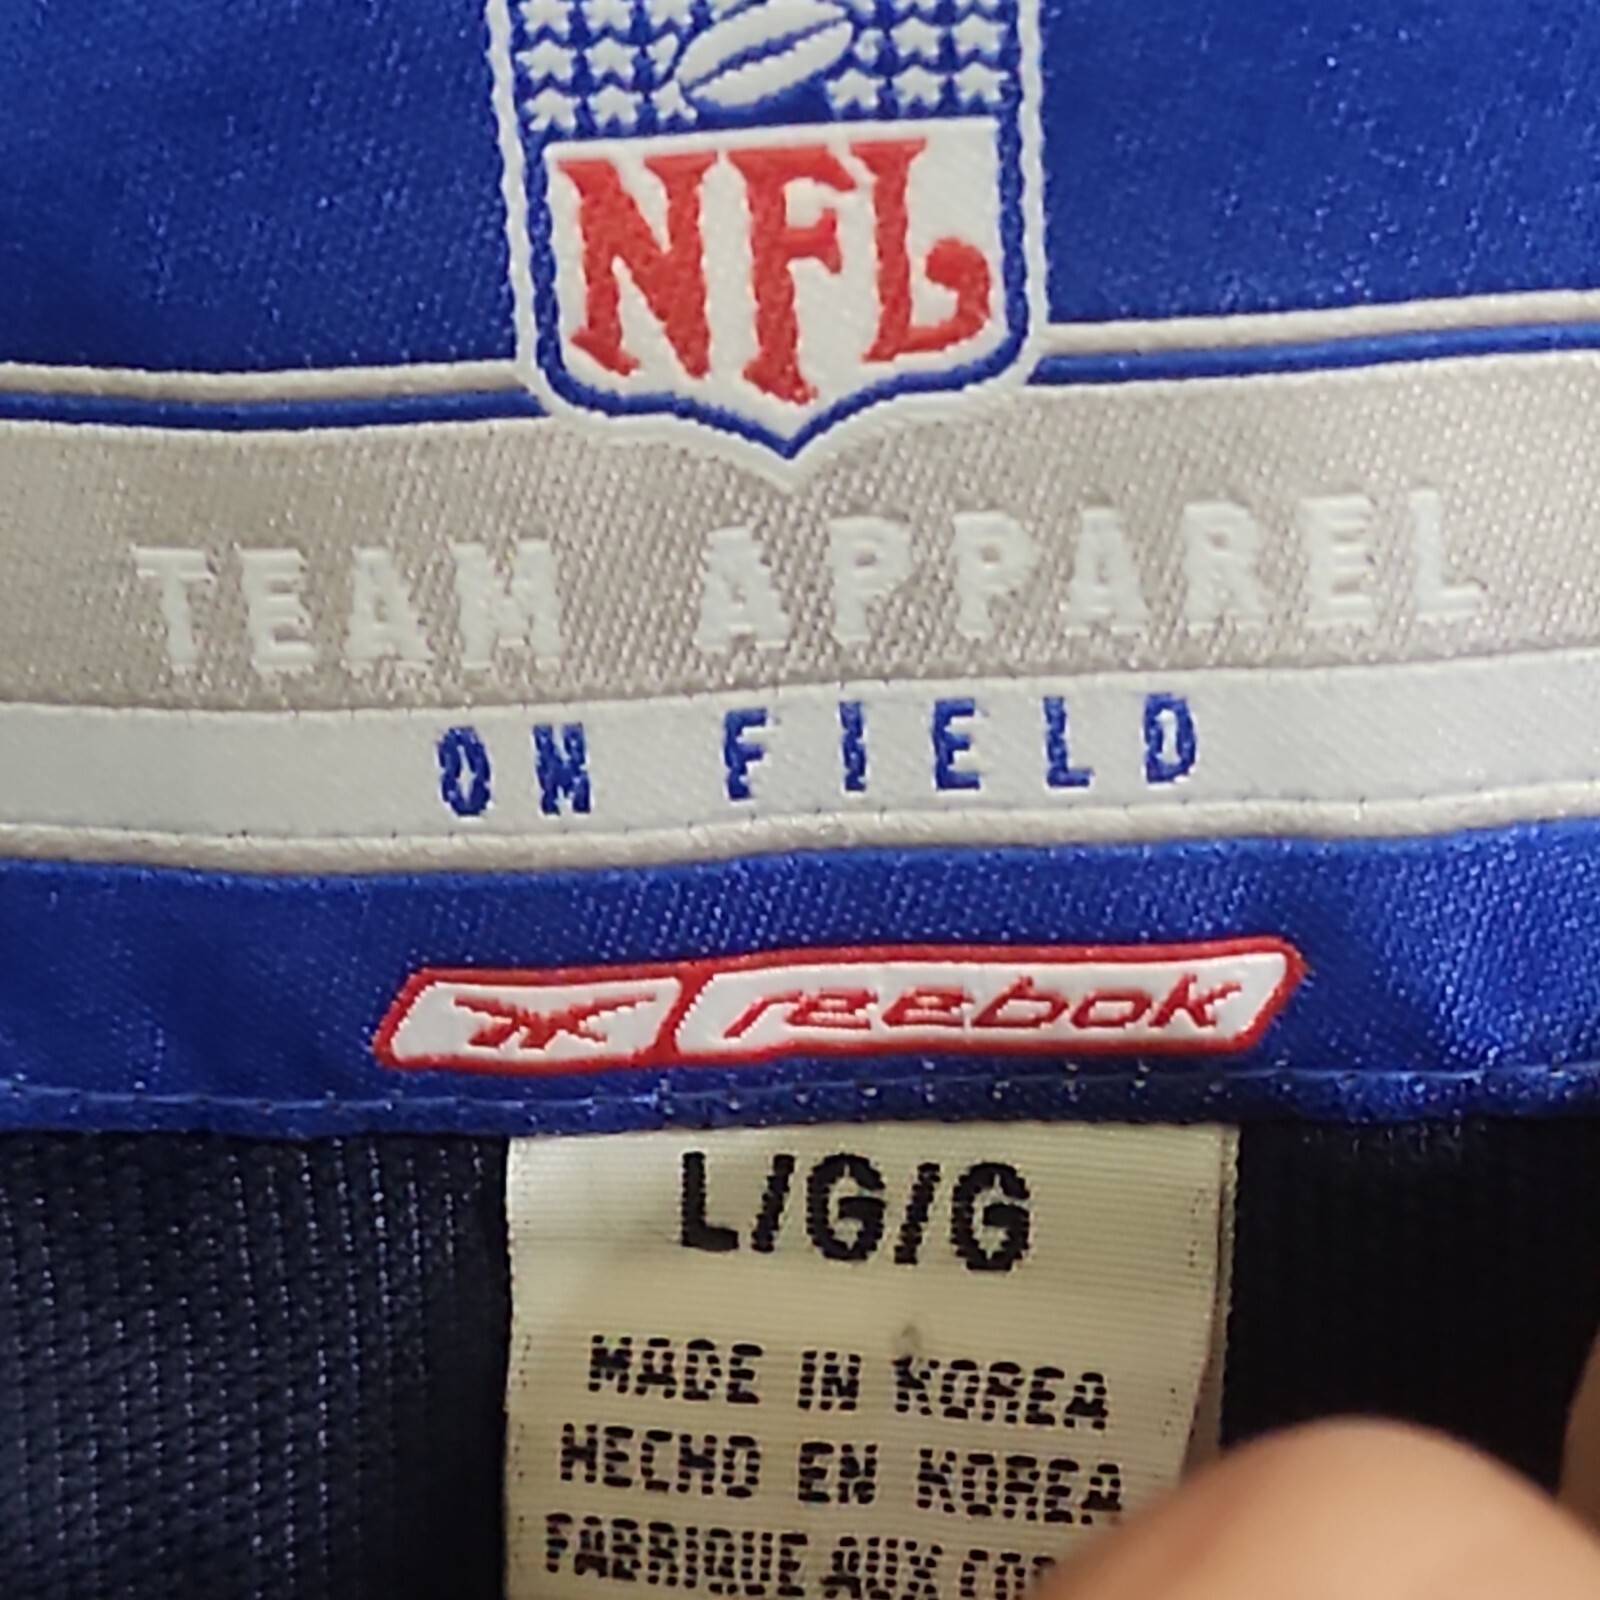 NFL
TEAM APPAREL
ON FIELD
reebok
L/G/G
MADE IN KOREA
HECHO EN KOREA
FABRIQUE AUX